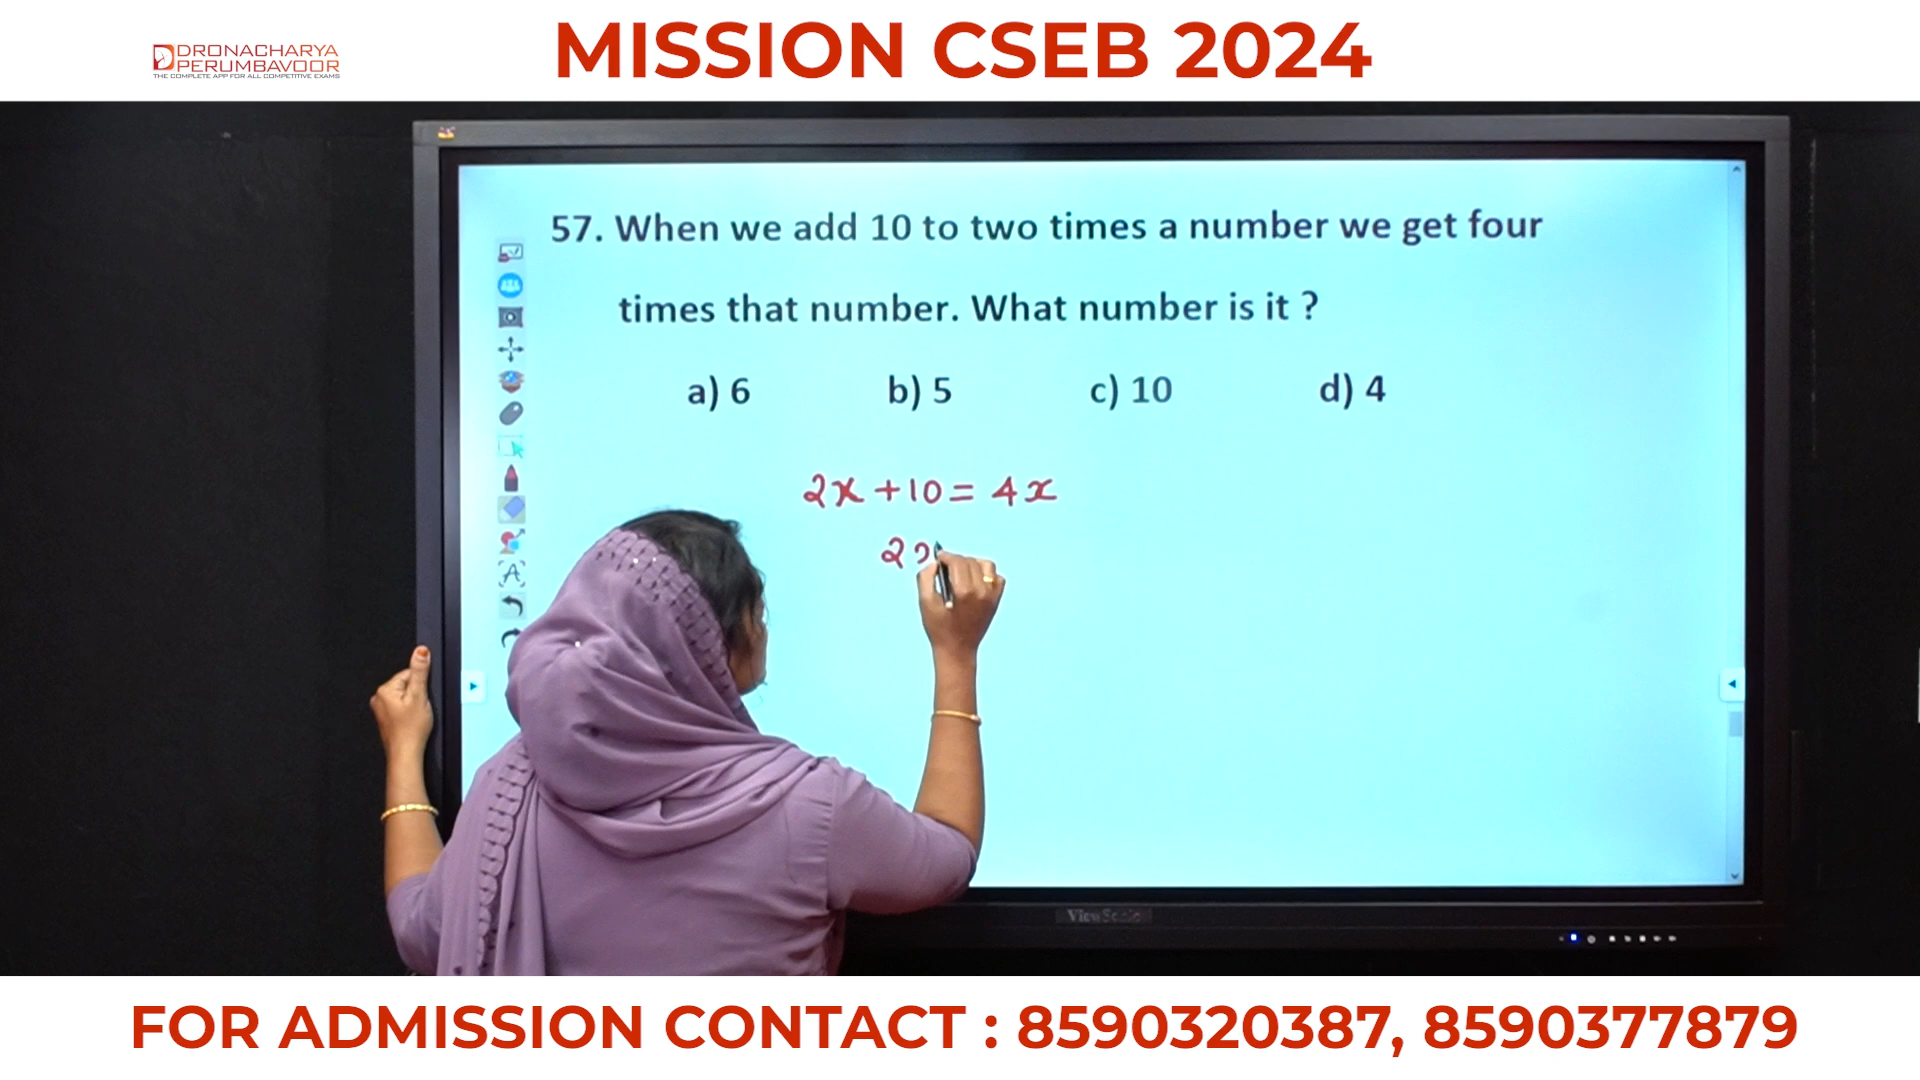 DRONACHARYA
PERUMBAVOOR
THE COMPLETE APP FOR ALL COMPETITIVE EXAMS
MISSION CSEB 2024
57. When we add 10 to two times a number we get four
times that number. What number is it ?
a) 6 b) 5 c) 10 d) 4
2x + 10 = 4x
2x
ViewSonic
FOR ADMISSION CONTACT : 8590320387, 8590377879